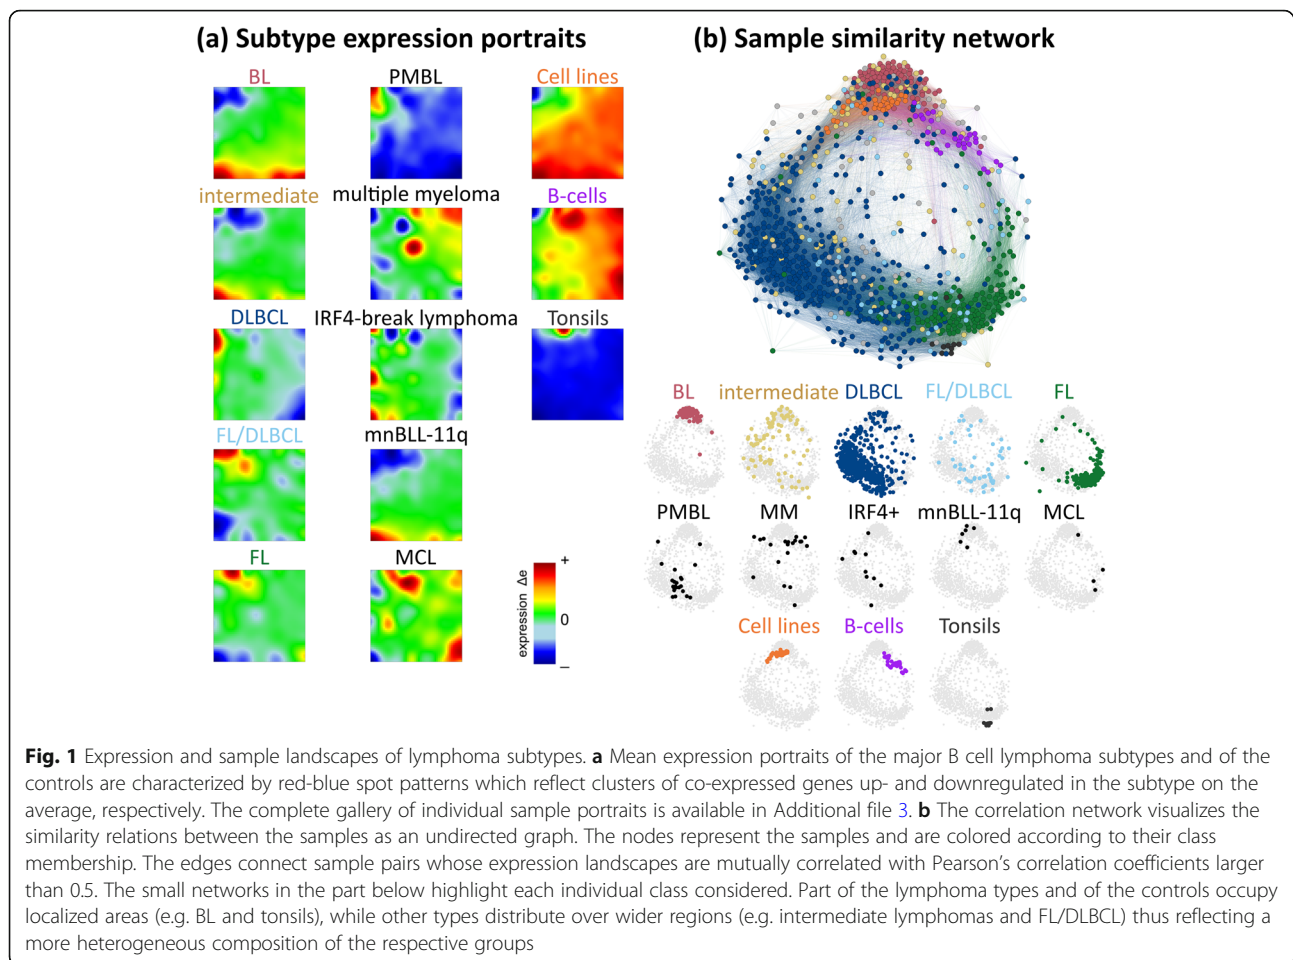 (a) Subtype expression portraits
(b) Sample similarity network
BL
PMBL
Cell lines
intermediate
multiple myeloma
B-cells
DLBCL
IRF4-break lymphoma
Tonsils
FL/DLBCL
mnBLL-11q
FL
MCL
expression Δe
+
0
–
BL
intermediate
DLBCL
FL/DLBCL
FL
PMBL
MM
IRF4+
mnBLL-11q
MCL
Cell lines
B-cells
Tonsils
Fig. 1 Expression and sample landscapes of lymphoma subtypes. a Mean expression portraits of the major B cell lymphoma subtypes and of the
controls are characterized by red-blue spot patterns which reflect clusters of co-expressed genes up- and downregulated in the subtype on the
average, respectively. The complete gallery of individual sample portraits is available in Additional file 3. b The correlation network visualizes the
similarity relations between the samples as an undirected graph. The nodes represent the samples and are colored according to their class
membership. The edges connect sample pairs whose expression landscapes are mutually correlated with Pearson's correlation coefficients larger
than 0.5. The small networks in the part below highlight each individual class considered. Part of the lymphoma types and of the controls occupy
localized areas (e.g. BL and tonsils), while other types distribute over wider regions (e.g. intermediate lymphomas and FL/DLBCL) thus reflecting a
more heterogeneous composition of the respective groups